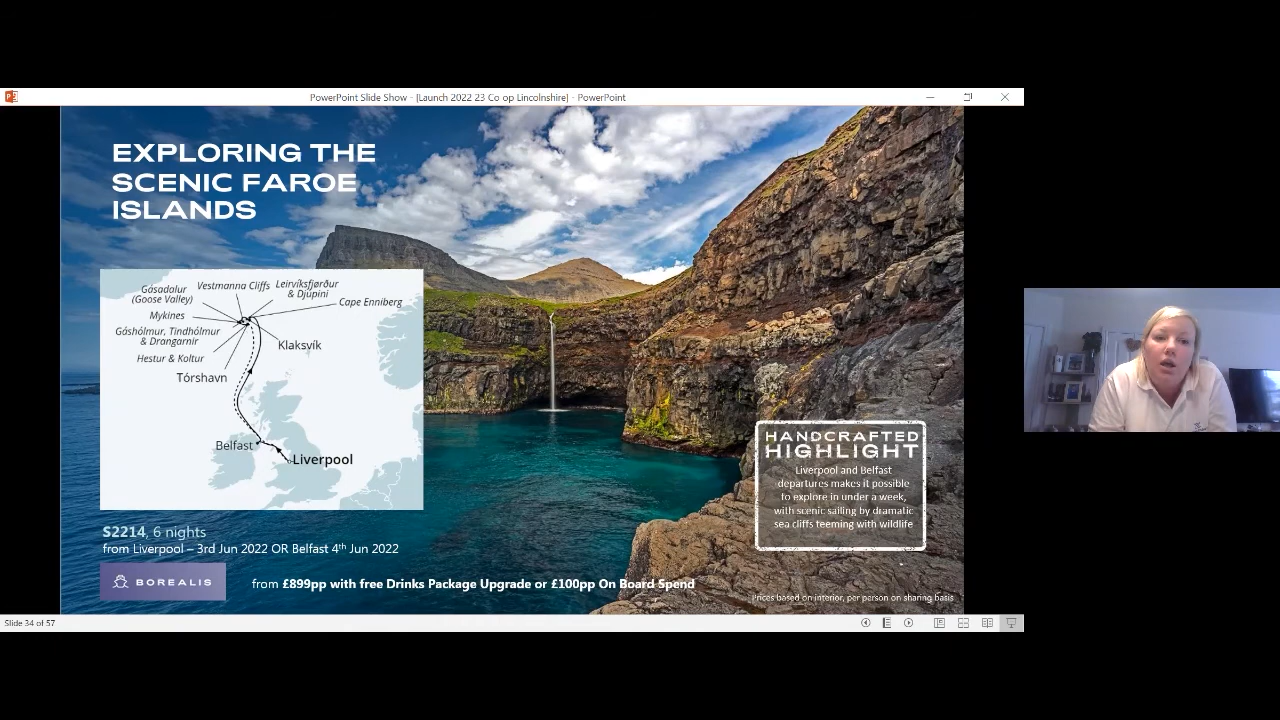 PowerPoint Slide Show - [Launch 2022 23 Co op Lincolnshire] - PowerPoint
EXPLORING THE
SCENIC FAROE
ISLANDS
Gásadalur
(Goose Valley)
Vestmanna Cliffs
Leirvíksfjørður
& Djúpini
Cape Enniberg
Mykines
Gáshólmur, Tindhólmur
& Drangarnir
Hestur & Koltur
Klaksvík
Tórshavn
Belfast
Liverpool
HANDCRAFTED
HIGHLIGHT
Liverpool and Belfast
departures makes it possible
to explore in under a week,
with scenic sailing by dramatic
sea cliffs teeming with wildlife
S2214, 6 nights
from Liverpool – 3rd Jun 2022 OR Belfast 4th Jun 2022
BOREALIS
from £899pp with free Drinks Package Upgrade or £100pp On Board Spend
Prices based on interior, per person on sharing basis
Slide 34 of 57